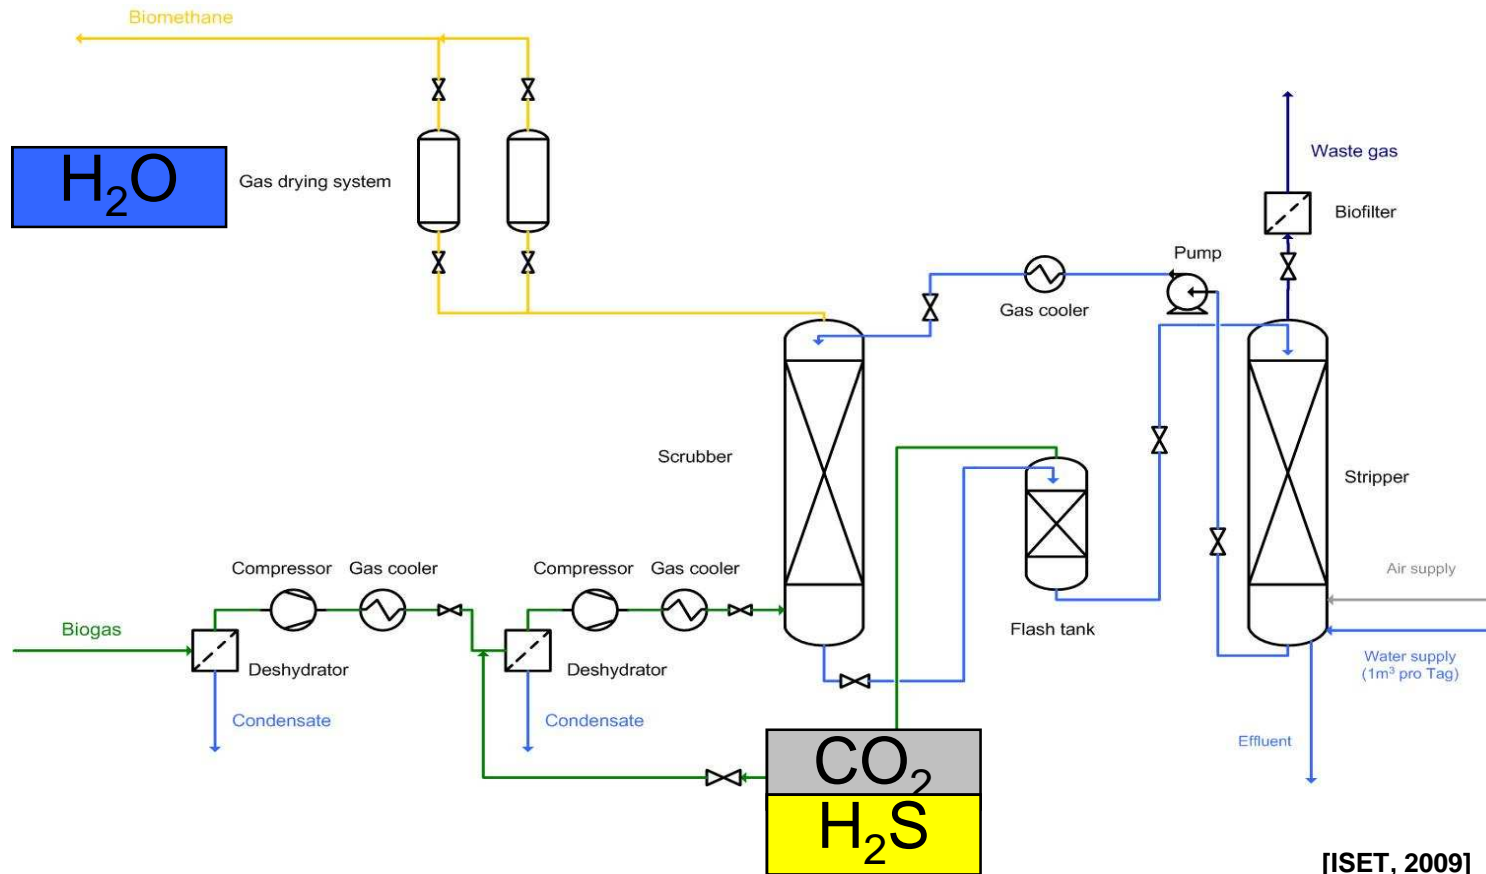 Biomethane
H₂O
Gas drying system
Waste gas
Biofilter
Pump
Gas cooler
Scrubber
Stripper
Compressor
Gas cooler
Compressor
Gas cooler
Air supply
Biogas
Flash tank
Deshydrator
Deshydrator
Water supply
(1m³ pro Tag)
Condensate
Condensate
Effluent
CO₂
H₂S
[ISET, 2009]